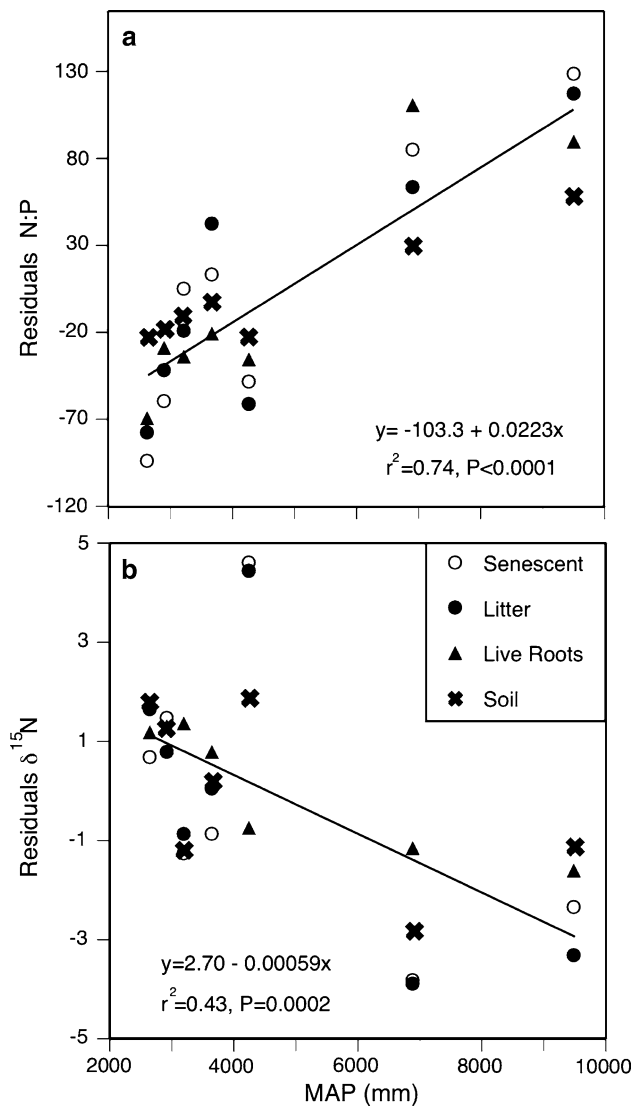 a
130
80
30
-20
-70
-120
Residuals N:P
y= -103.3 + 0.0223x
r²=0.74, P<0.0001
b
5
3
1
-1
-3
-5
Residuals δ ¹⁵N
Senescent
Litter
Live Roots
Soil
y=2.70 - 0.00059x
r²=0.43, P=0.0002
2000 4000 6000 8000 10000
MAP (mm)